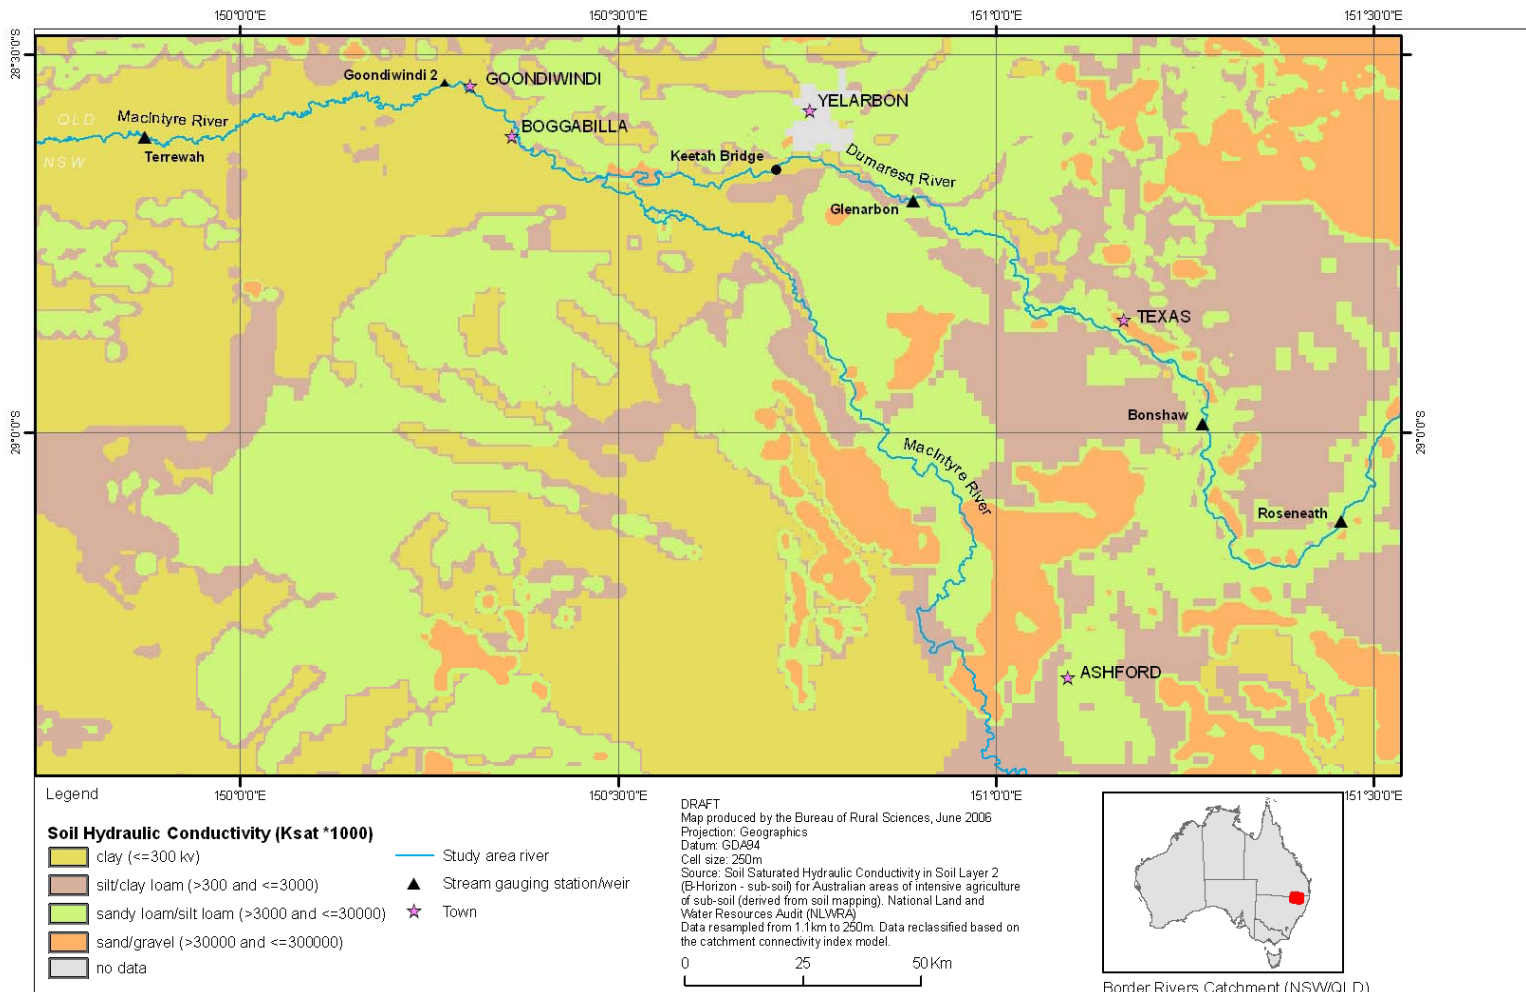 150°0'0"E
150°30'0"E
151°0'0"E
151°30'0"E
28°30'0"S
Goondiwindi 2
GOONDIWINDI
YELARBON
QLD
MacIntyre River
BOGGABILLA
NSW
Terrewah
Keetah Bridge
Dumaresq River
Glenarbon
TEXAS
Bonshaw
29°0'0"S
29°0'0"S
MacIntyre River
Roseneath
ASHFORD
150°0'0"E
150°30'0"E
151°0'0"E
151°30'0"E
Legend
Soil Hydraulic Conductivity (Ksat *1000)
clay (<=300 kv)
silt/clay loam (>300 and <=3000)
sandy loam/silt loam (>3000 and <=30000)
sand/gravel (>30000 and <=300000)
no data
Study area river
Stream gauging station/weir
Town
DRAFT
Map produced by the Bureau of Rural Sciences, June 2006
Projection: Geographics
Datum: GDA94
Cell size: 250m
Source: Soil Saturated Hydraulic Conductivity in Soil Layer 2
(B-Horizon - sub-soil) for Australian areas of intensive agriculture
of sub-soil (derived from soil mapping). National Land and
Water Resources Audit (NLWRA)
Data resampled from 1.1km to 250m. Data reclassified based on
the catchment connectivity index model.
0 25 50 Km
Border Rivers Catchment (NSW/QLD)